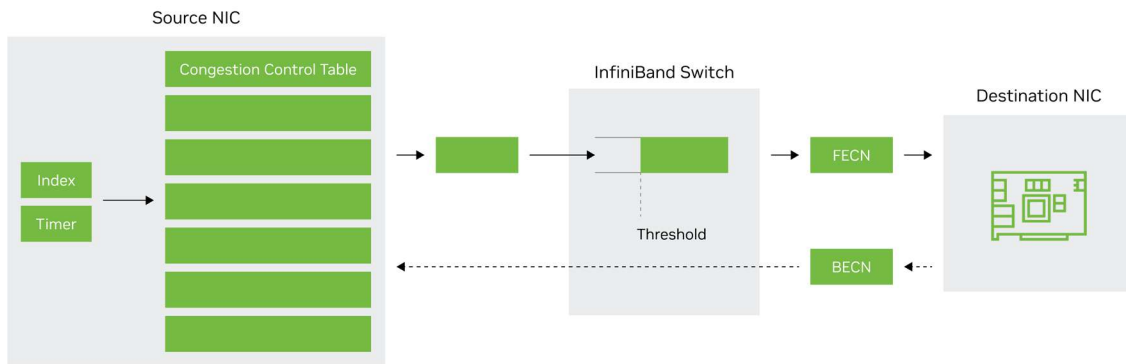 Source NIC
Congestion Control Table
Index
Timer
InfiniBand Switch
Threshold
FECN
BECN
Destination NIC